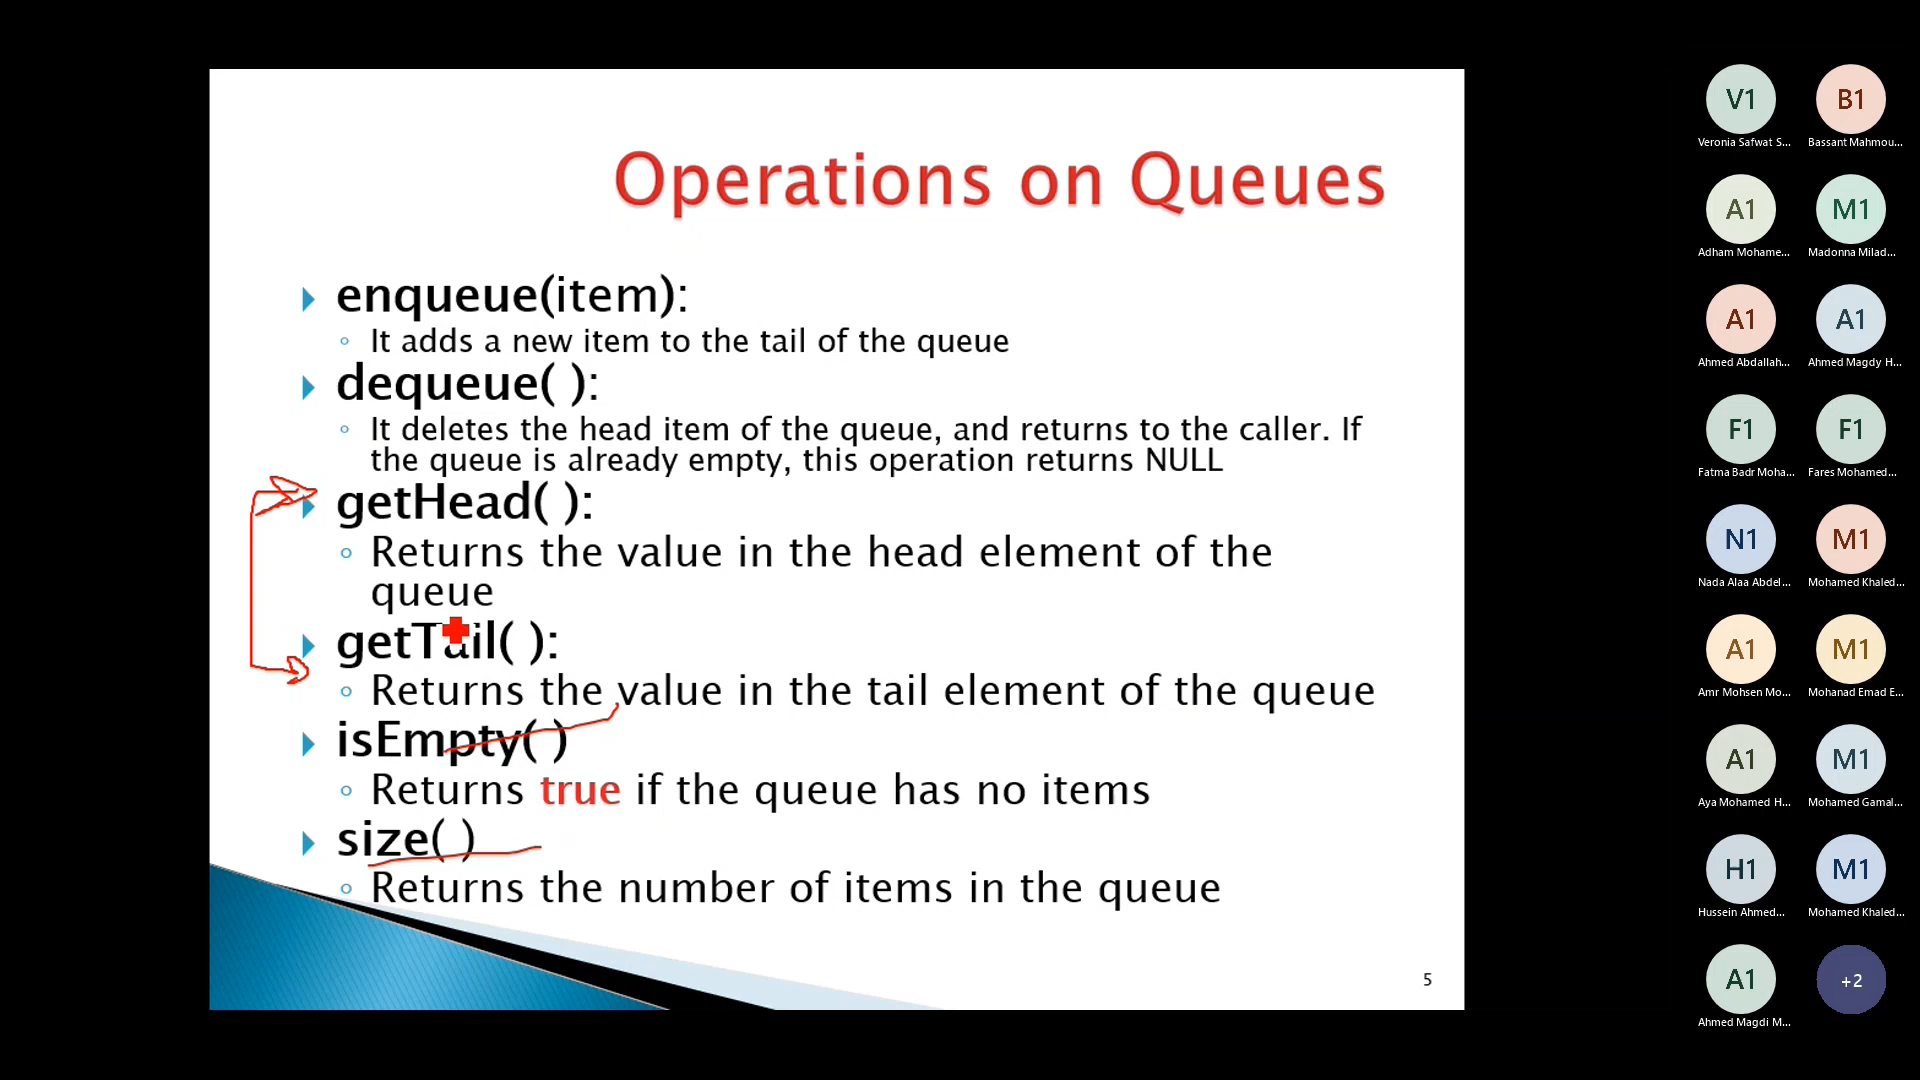 Operations on Queues
enqueue(item):
It adds a new item to the tail of the queue
dequeue( ):
It deletes the head item of the queue, and returns to the caller. If
the queue is already empty, this operation returns NULL
getHead( ):
Returns the value in the head element of the
queue
getTail( ):
Returns the value in the tail element of the queue
isEmpty( )
Returns true if the queue has no items
size( )
Returns the number of items in the queue
5
V1 B1
Veronia Safwat S... Bassant Mahmou...
A1 M1
Adham Mohame... Madonna Milad...
A1 A1
Ahmed Abdallah... Ahmed Magdy H...
F1 F1
Fatma Badr Moha... Fares Mohamed...
N1 M1
Nada Alaa Abdel... Mohamed Khaled...
A1 M1
Amr Mohsen Mo... Mohanad Emad E...
A1 M1
Aya Mohamed H... Mohamed Gamal...
H1 M1
Hussein Ahmed... Mohamed Khaled...
A1 +2
Ahmed Magdi M...